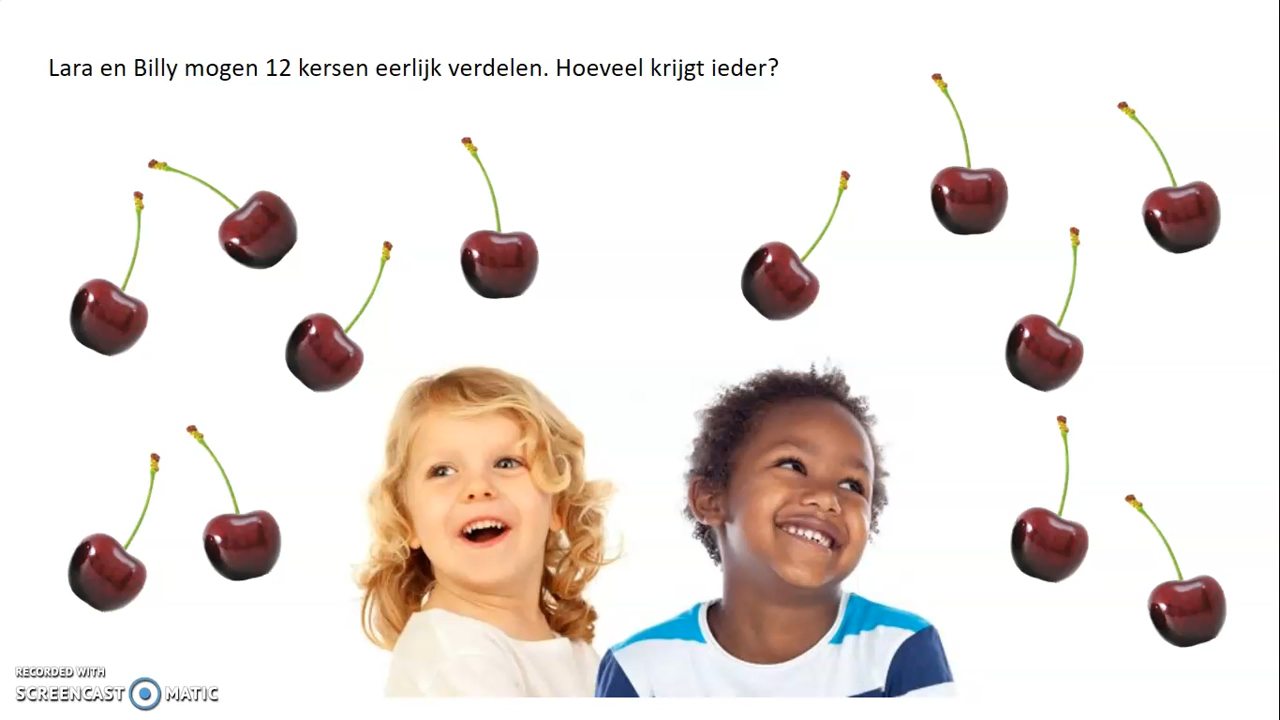 Lara en Billy mogen 12 kersen eerlijk verdelen. Hoeveel krijgt ieder?
RECORDED WITH
SCREENCAST MATIC